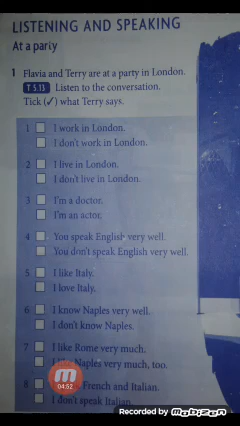 LISTENING AND SPEAKING
At a party
1 Flavia and Terry are at a party in London.
T 5.13 Listen to the conversation.
Tick (✓) what Terry says.
1 I work in London.
I don't work in London.
2 I live in London.
I don't live in London.
3 I'm a doctor.
I'm an actor.
4 You speak English very well.
You don't speak English very well.
5 I like Italy.
I love Italy.
6 I know Naples very well.
I don't know Naples.
7 I like Rome very much.
I like Naples very much, too.
8 French and Italian.
I don't speak Italian.
04:52
Recorded by mobizen